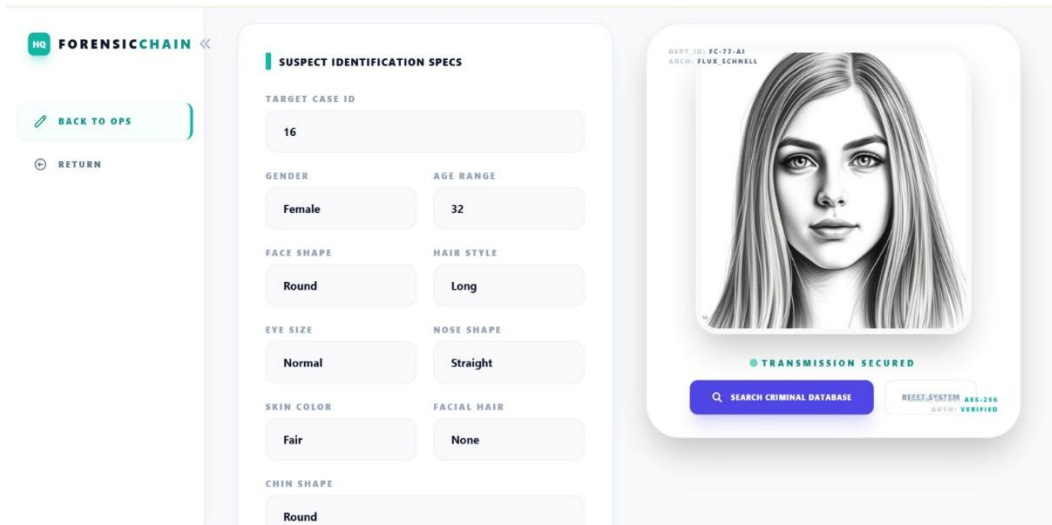 HQ FORENSICCHAIN «
BACK TO OPS
RETURN
SUSPECT IDENTIFICATION SPECS
TARGET CASE ID
16
GENDER
AGE RANGE
Female
32
FACE SHAPE
HAIR STYLE
Round
Long
EYE SIZE
NOSE SHAPE
Normal
Straight
SKIN COLOR
FACIAL HAIR
Fair
None
CHIN SHAPE
Round
DEPT_ID: FC-77-AI
ARCH: FLUX_SCHNELL
TRANSMISSION SECURED
SEARCH CRIMINAL DATABASE
RESET SYSTEM
AES-256
AUTH: VERIFIED